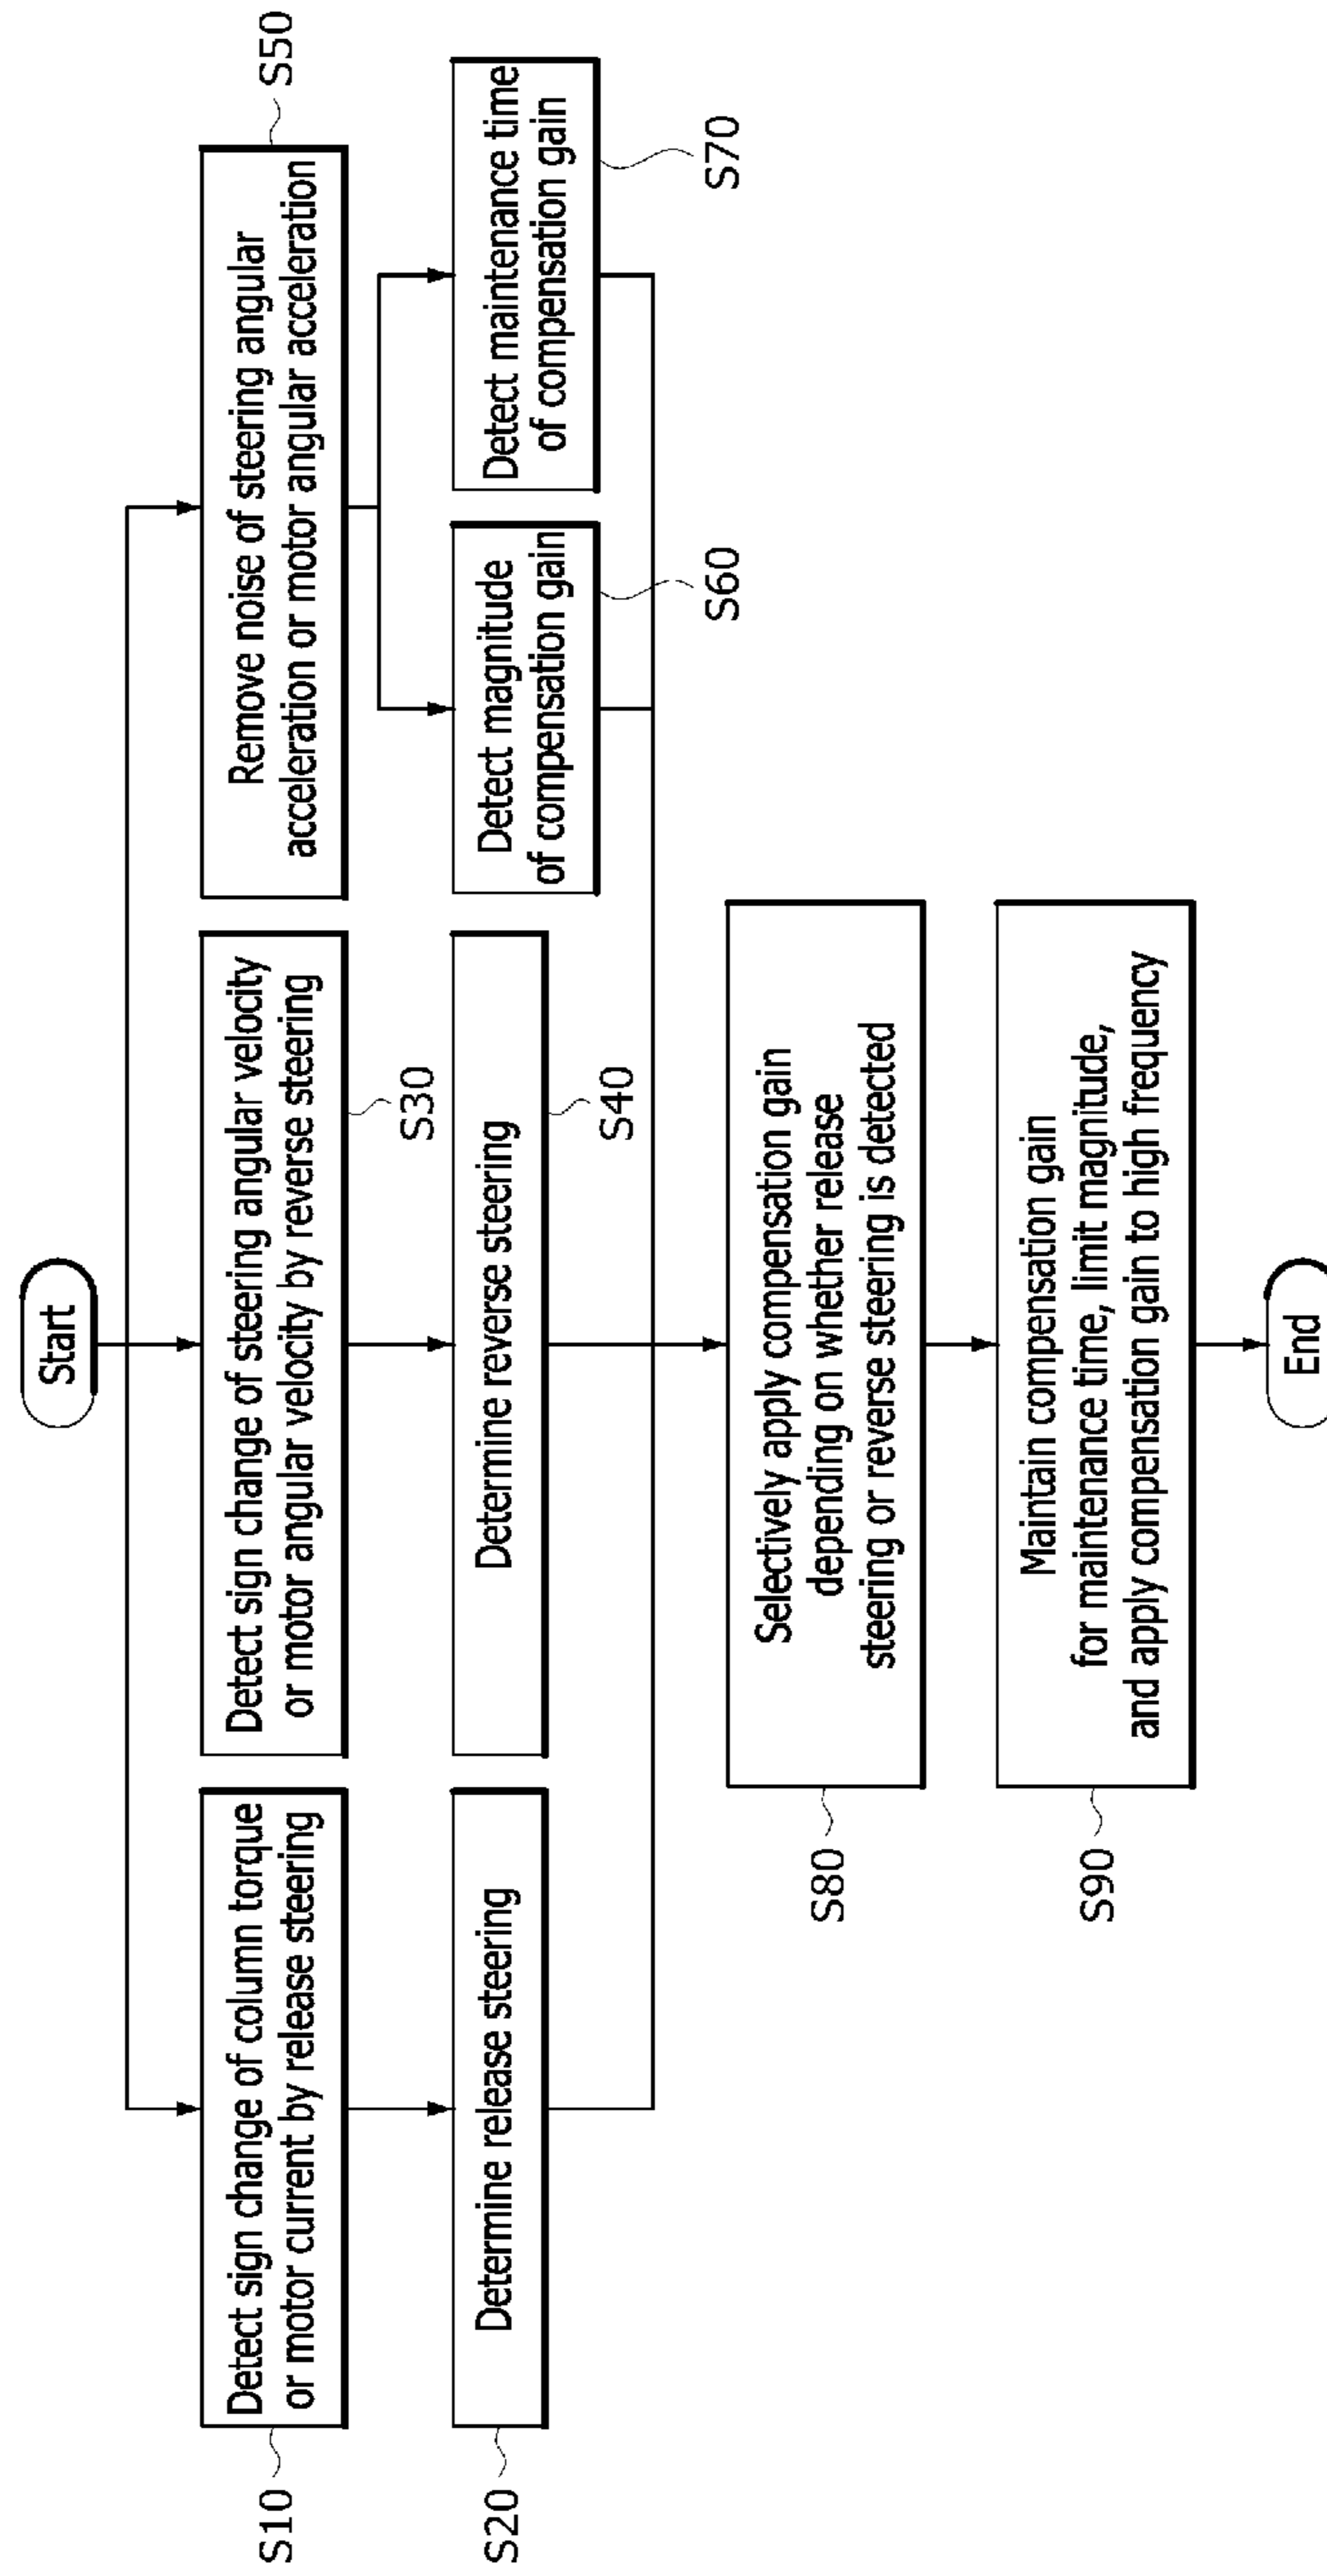 Start
S10
Detect sign change of column torque
or motor current by release steering
Detect sign change of steering angular velocity
or motor angular velocity by reverse steering
S30
Remove noise of steering angular
acceleration or motor angular acceleration
S50
S20
Determine release steering
Determine reverse steering
S40
Detect magnitude
of compensation gain
S60
Detect maintenance time
of compensation gain
S70
S80
Selectively apply compensation gain
depending on whether release
steering or reverse steering is detected
S90
Maintain compensation gain
for maintenance time, limit magnitude,
and apply compensation gain to high frequency
End